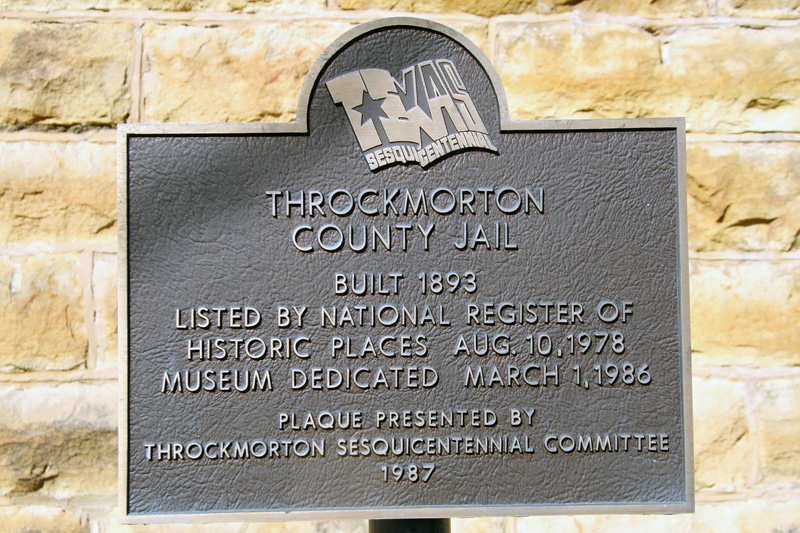 TEXAS
SESQUICENTENNIAL
THROCKMORTON
COUNTY JAIL
BUILT 1893
LISTED BY NATIONAL REGISTER OF
HISTORIC PLACES AUG. 10, 1978
MUSEUM DEDICATED MARCH 1, 1986
PLAQUE PRESENTED BY
THROCKMORTON SESQUICENTENNIAL COMMITTEE
1987